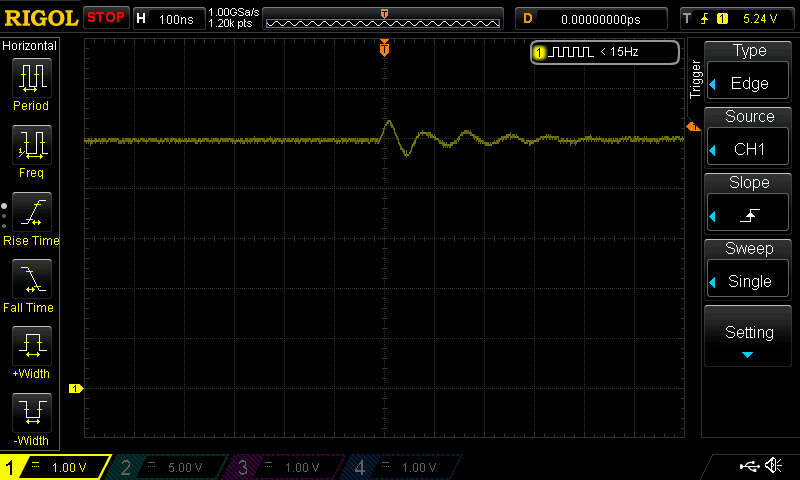 RIGOL STOP H 100ns 1.00GSa/s 1.20k pts T D 0.00000000ps T 1 5.24 V
Horizontal
Period
Freq
Rise Time
Fall Time
+Width
-Width
T
1 < 15Hz
1
T
Trigger
Type
Edge
Source
CH1
Slope
Sweep
Single
Setting
1 1.00 V 2 5.00 V 3 1.00 V 4 1.00 V